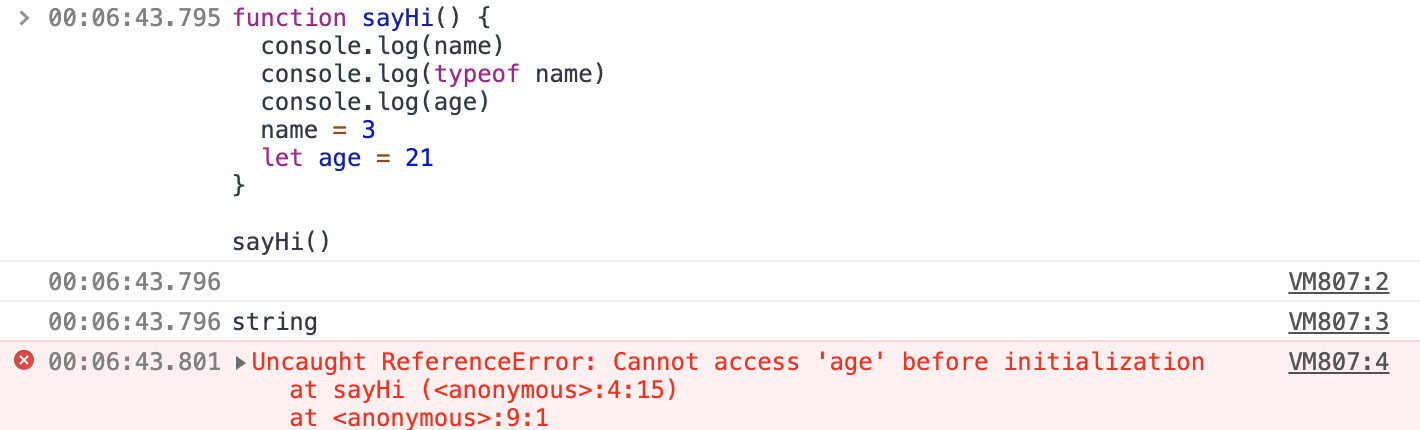 00:06:43.795 function sayHi() {
console.log(name)
console.log(typeof name)
console.log(age)
name = 3
let age = 21
}
sayHi()
00:06:43.796 VM807:2
00:06:43.796 string VM807:3
00:06:43.801 Uncaught ReferenceError: Cannot access 'age' before initialization VM807:4
at sayHi (<anonymous>:4:15)
at <anonymous>:9:1